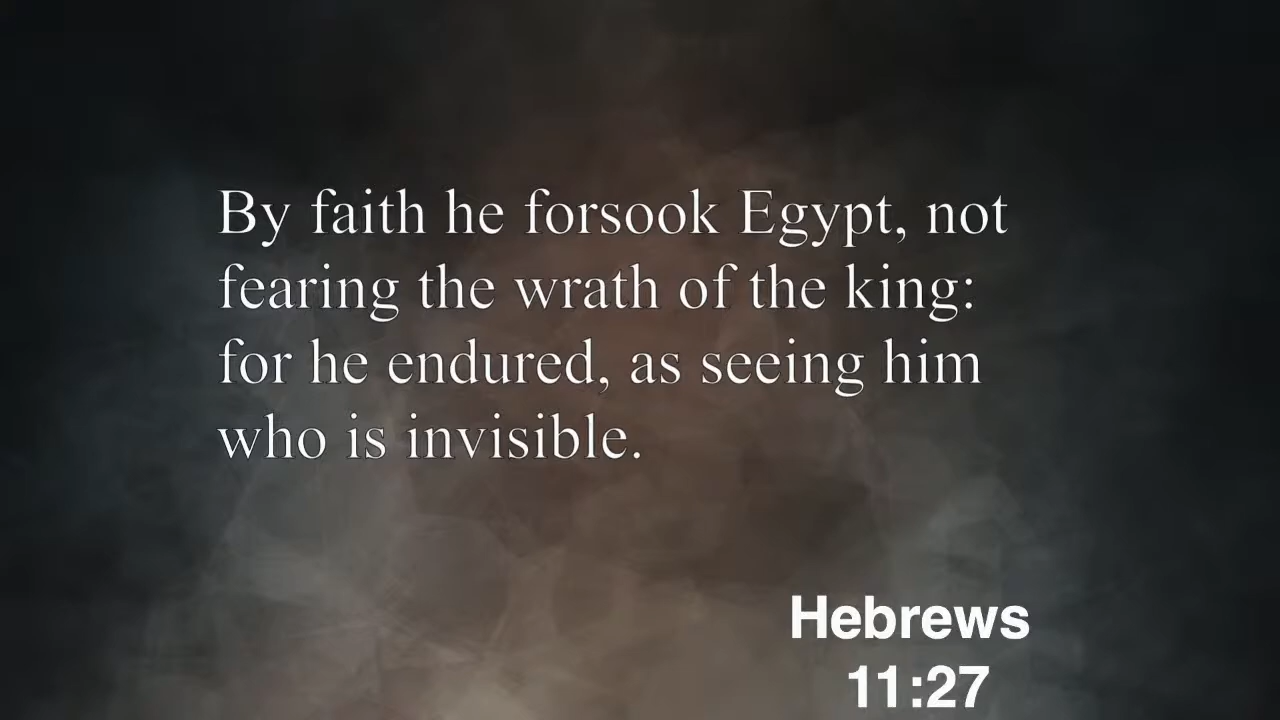 By faith he forsook Egypt, not
fearing the wrath of the king:
for he endured, as seeing him
who is invisible.
Hebrews
11:27